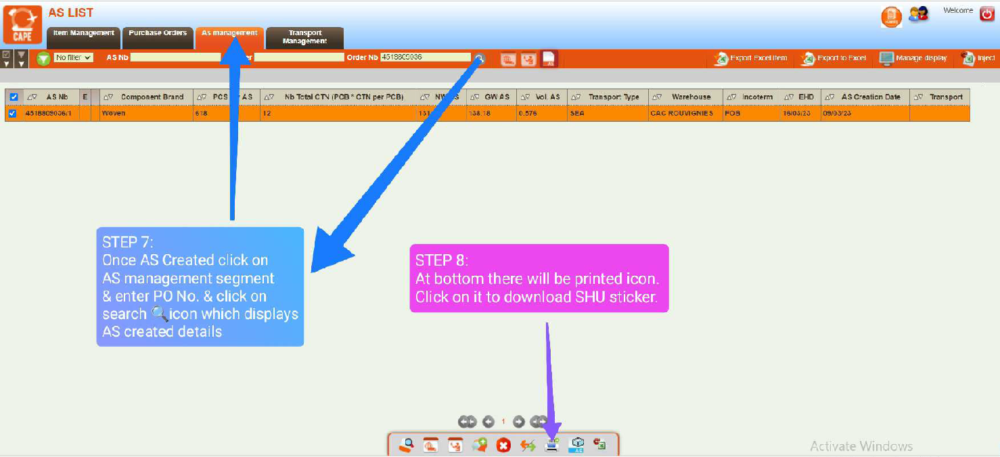 AS LIST
CAPE
Welcome
Item Management
Purchase Orders
As management
Transport Management
No filter
AS Nb
Order Nb
4518809036
Export Excel Item
Export to Excel
Manage display
Inject
AS Nb E Component Brand PCS AS Nb Total CTN (PCB * CTN per PCB) GW AS Vol. AS Transport Type Warehouse Incoterm EHD AS Creation Date Transport
4518809036/1 Woven 618 12 131 138.18 0.576 SEA CAC ROUVIGNIES FOB 16/03/23 09/03/23
STEP 7:
Once AS Created click on
AS management segment
& enter PO No. & click on
search 🔍icon which displays
AS created details
STEP 8:
At bottom there will be printed icon.
Click on it to download SHU sticker.
1
AS
Activate Windows